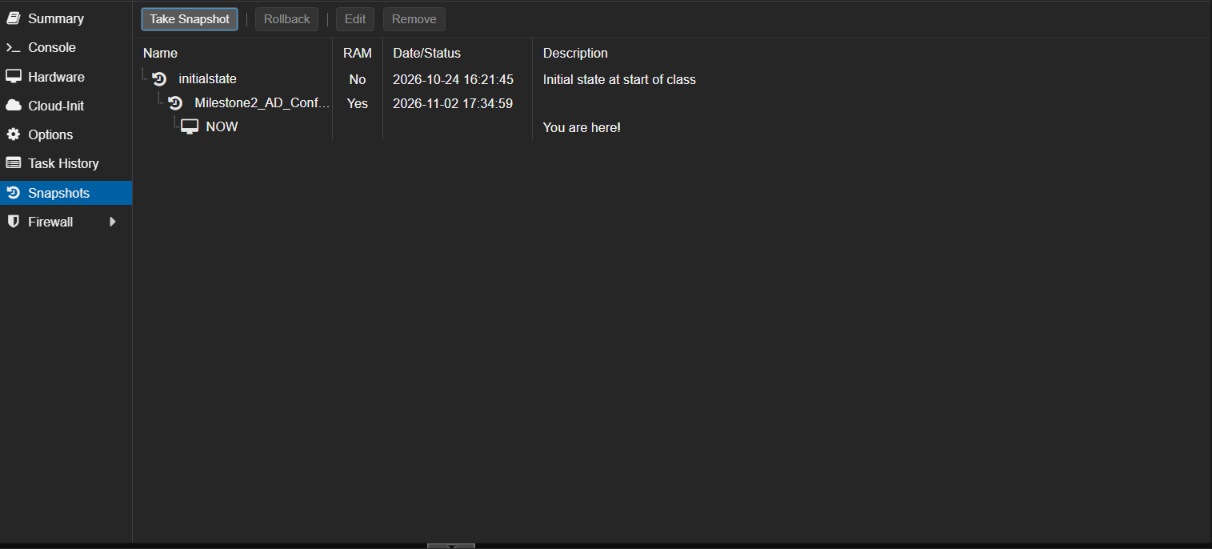 Summary
Console
Hardware
Cloud-Init
Options
Task History
Snapshots
Firewall
Take Snapshot | Rollback | Edit Remove
Name RAM Date/Status Description
initialstate No 2026-10-24 16:21:45 Initial state at start of class
Milestone2_AD_Conf... Yes 2026-11-02 17:34:59
NOW You are here!